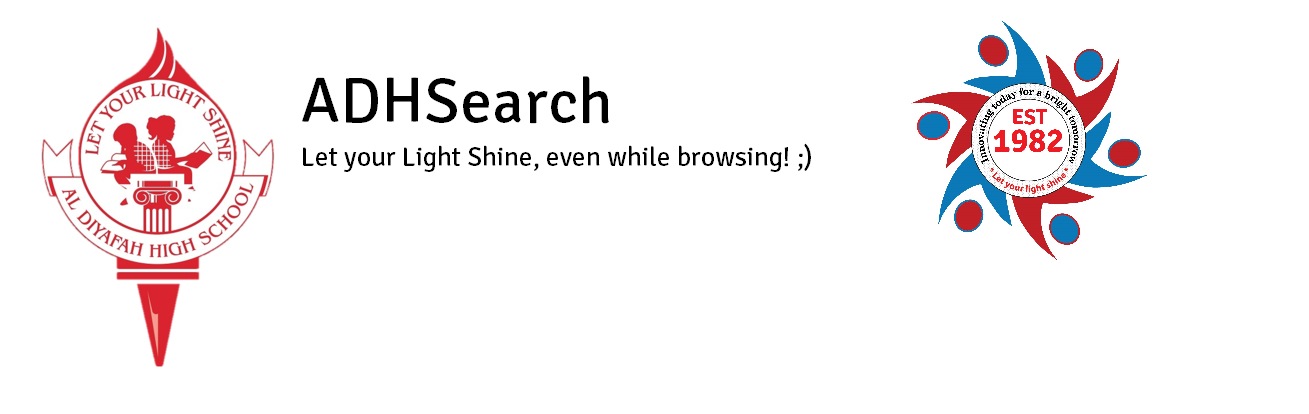 LET YOUR LIGHT SHINE
AL DIYAFAH HIGH SCHOOL
ADHSearch
Let your Light Shine, even while browsing! ;)
Innovating today for a bright tomorrow
EST
1982
* Let your light shine *